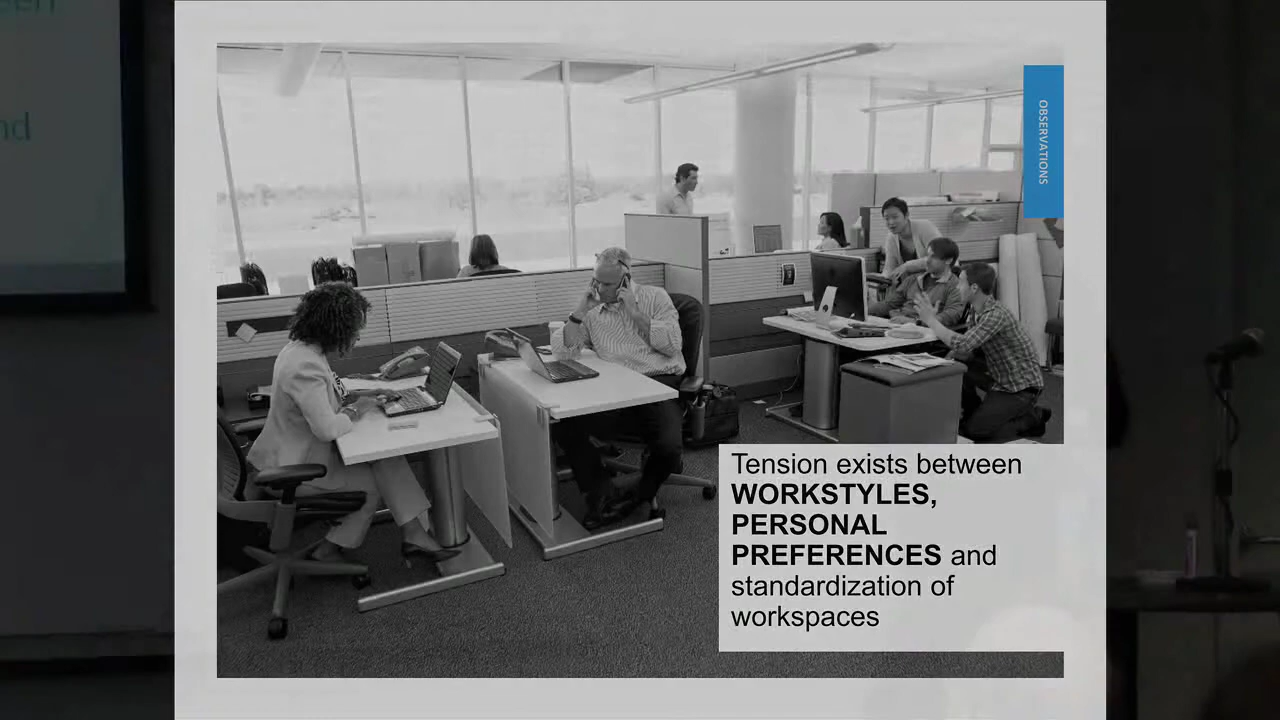 OBSERVATIONS
Tension exists between
WORKSTYLES,
PERSONAL
PREFERENCES and
standardization of
workspaces